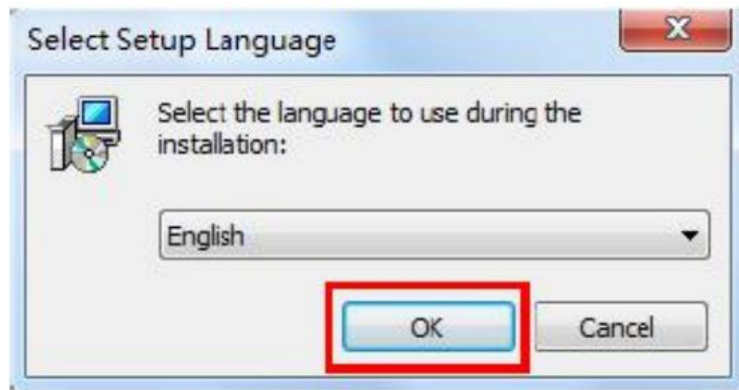 Select Setup Language
Select the language to use during the
installation:
English
OK
Cancel